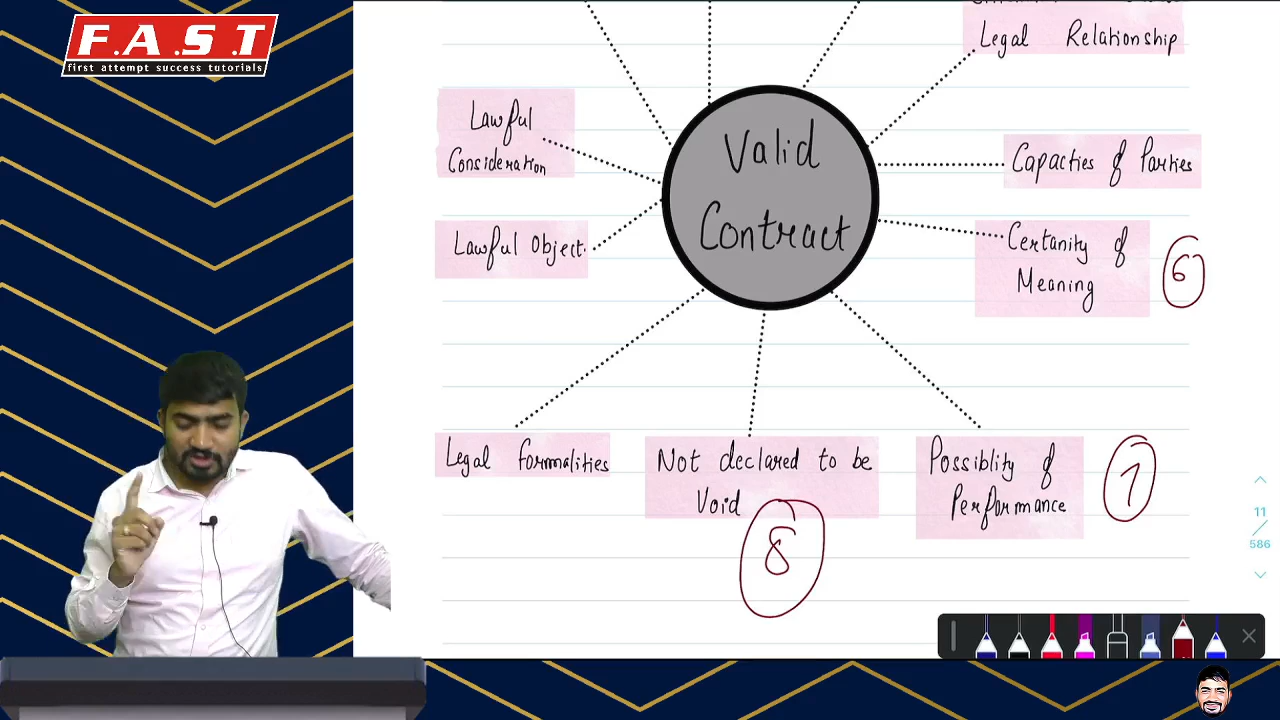 F.A.S.T
first attempt success tutorials
Legal Relationship
Lawful
Consideration
Valid
Contract
Capacties of Parties
Lawful Object.
Certanity of
Meaning
6
Legal formalities
Not declared to be
Void
8
Possiblity of
Performance
7
11
586